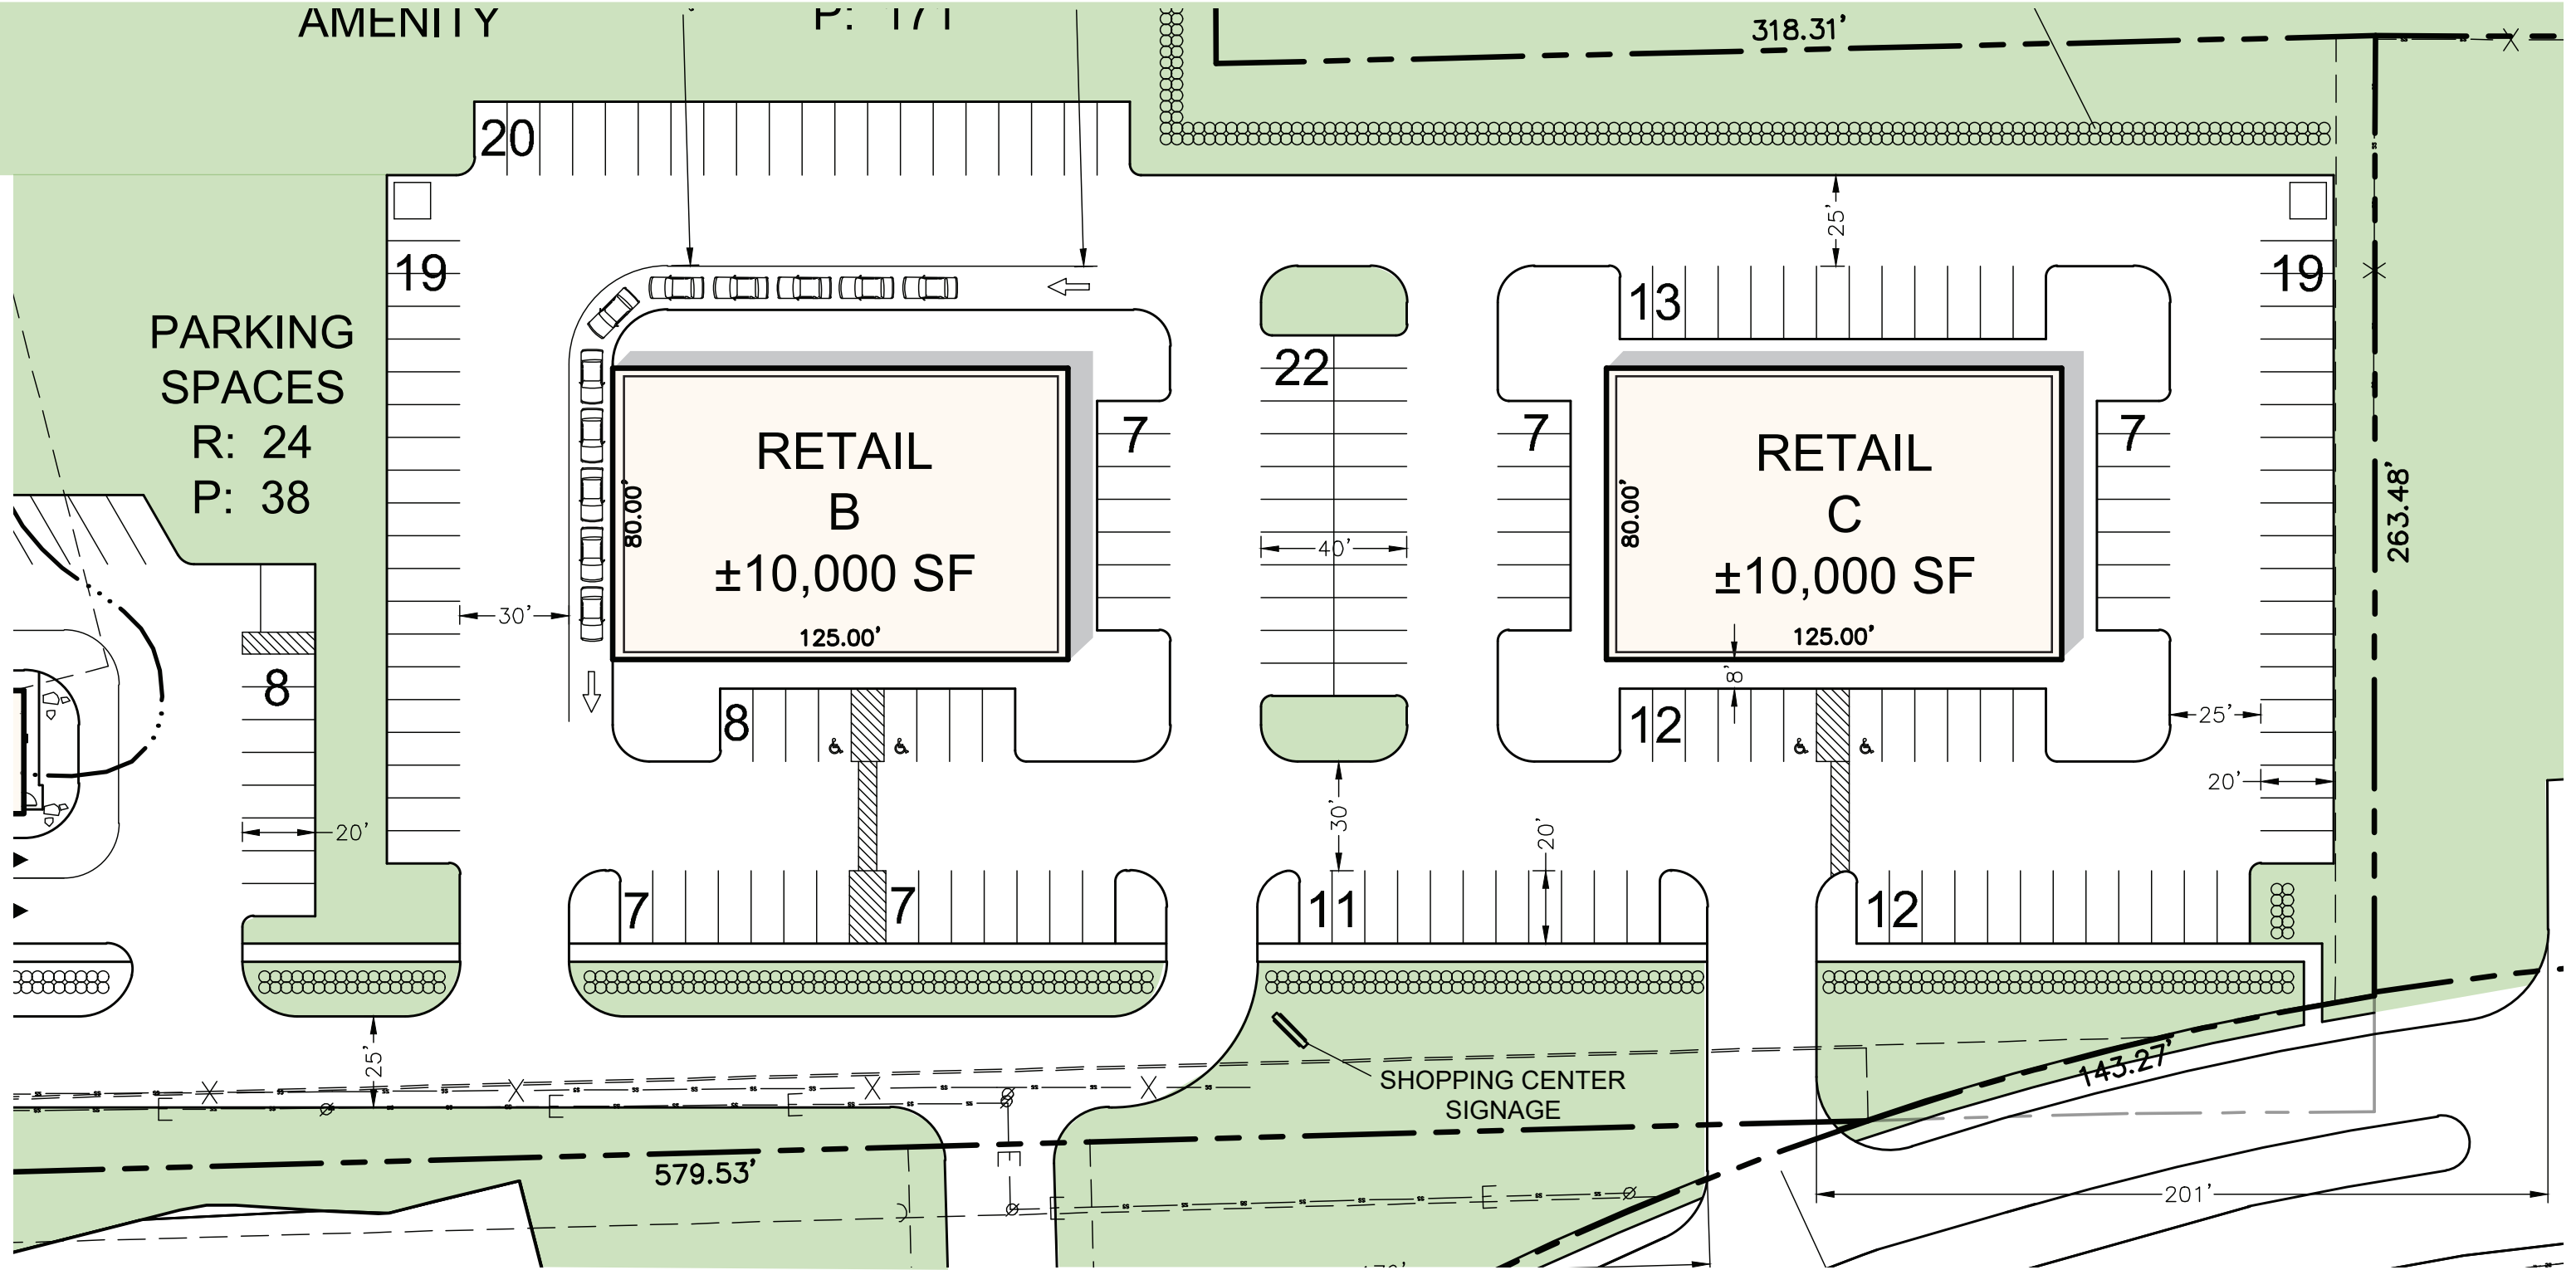 AMENITY
P: 171
318.31'
20
25'
19
19
13
PARKING
SPACES
R: 24
P: 38
22
7
7
7
RETAIL
B
±10,000 SF
80.00'
125.00'
RETAIL
C
±10,000 SF
80.00'
125.00'
263.48'
40'
30'
8
8
8'
12
25'
20'
20'
30'
20'
7
7
11
12
25'
SHOPPING CENTER
SIGNAGE
143.27'
E
E
E
E
E
E
579.53'
201'